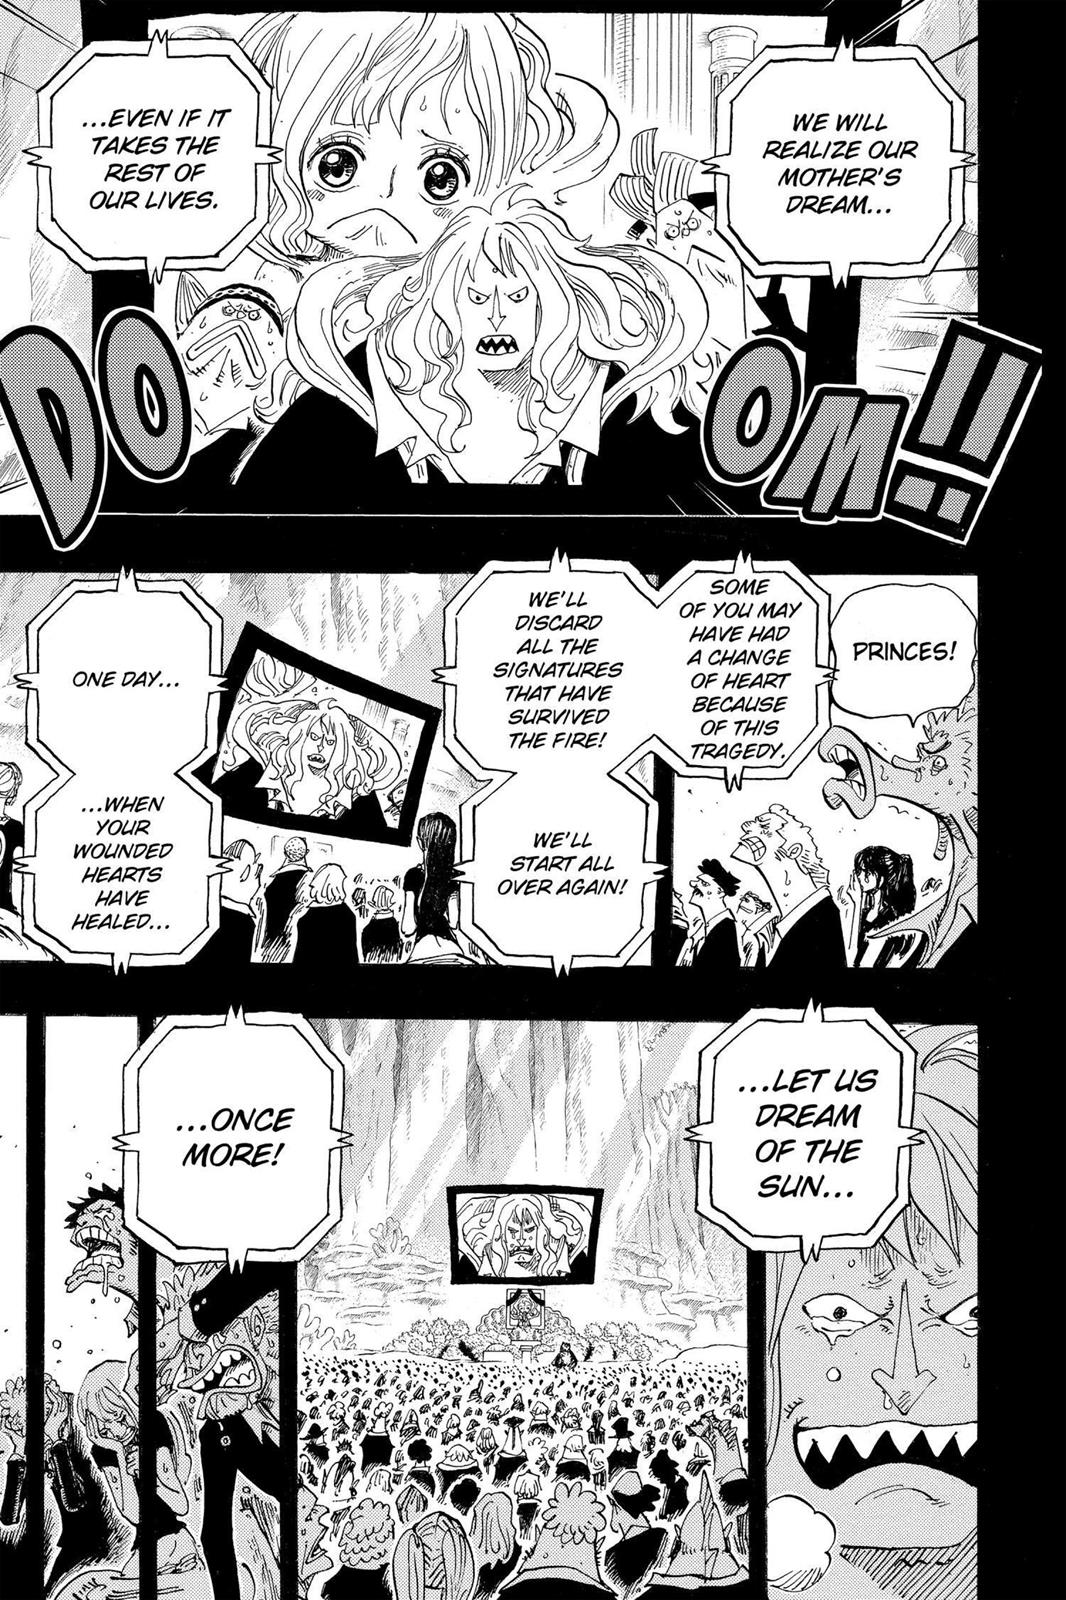 WE WILL
REALIZE OUR
MOTHER'S
DREAM...
...EVEN IF IT
TAKES THE
REST OF
OUR LIVES.
DOOM!!
PRINCES!
SOME
OF YOU MAY
HAVE HAD
A CHANGE
OF HEART
BECAUSE
OF THIS
TRAGEDY.
WE'LL
DISCARD
ALL THE
SIGNATURES
THAT HAVE
SURVIVED
THE FIRE!
WE'LL
START ALL
OVER AGAIN!
ONE DAY...
...WHEN
YOUR
WOUNDED
HEARTS
HAVE
HEALED...
...LET US
DREAM
OF THE
SUN...
...ONCE
MORE!